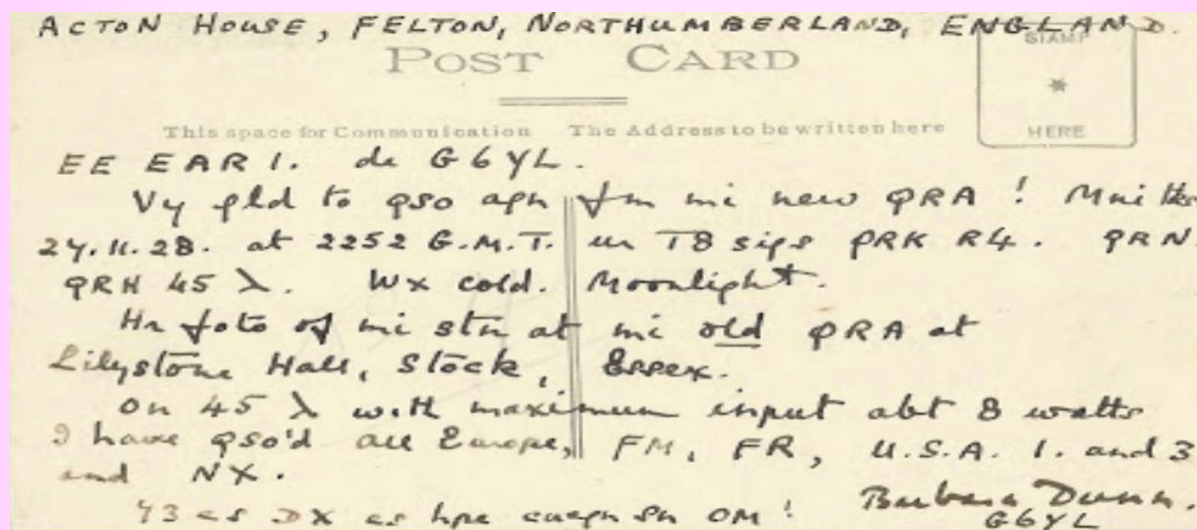 ACTON HOUSE, FELTON, NORTHUMBERLAND, ENGLAND.
POST CARD
STAMP
*
HERE
This space for Communication The Address to be written here
EE EAR1. de G6YL.
Vy gld to qso agn fm mi new QRA! Mni tks
27.11.28. at 2252 G.M.T. ur T8 sigs QRK R4. QRN
QRH 45 λ. Wx cold. Moonlight.
Hr foto of mi stn at mi old QRA at
Lilystone Hall, Stock, Essex.
On 45 λ with maximum input abt 8 watts
I have qso'd all Europe, FM, FR, U.S.A. 1. and 3
and NX.
73 es DX es hpe cuagn sn OM!
Barbara Dunn.
G6YL